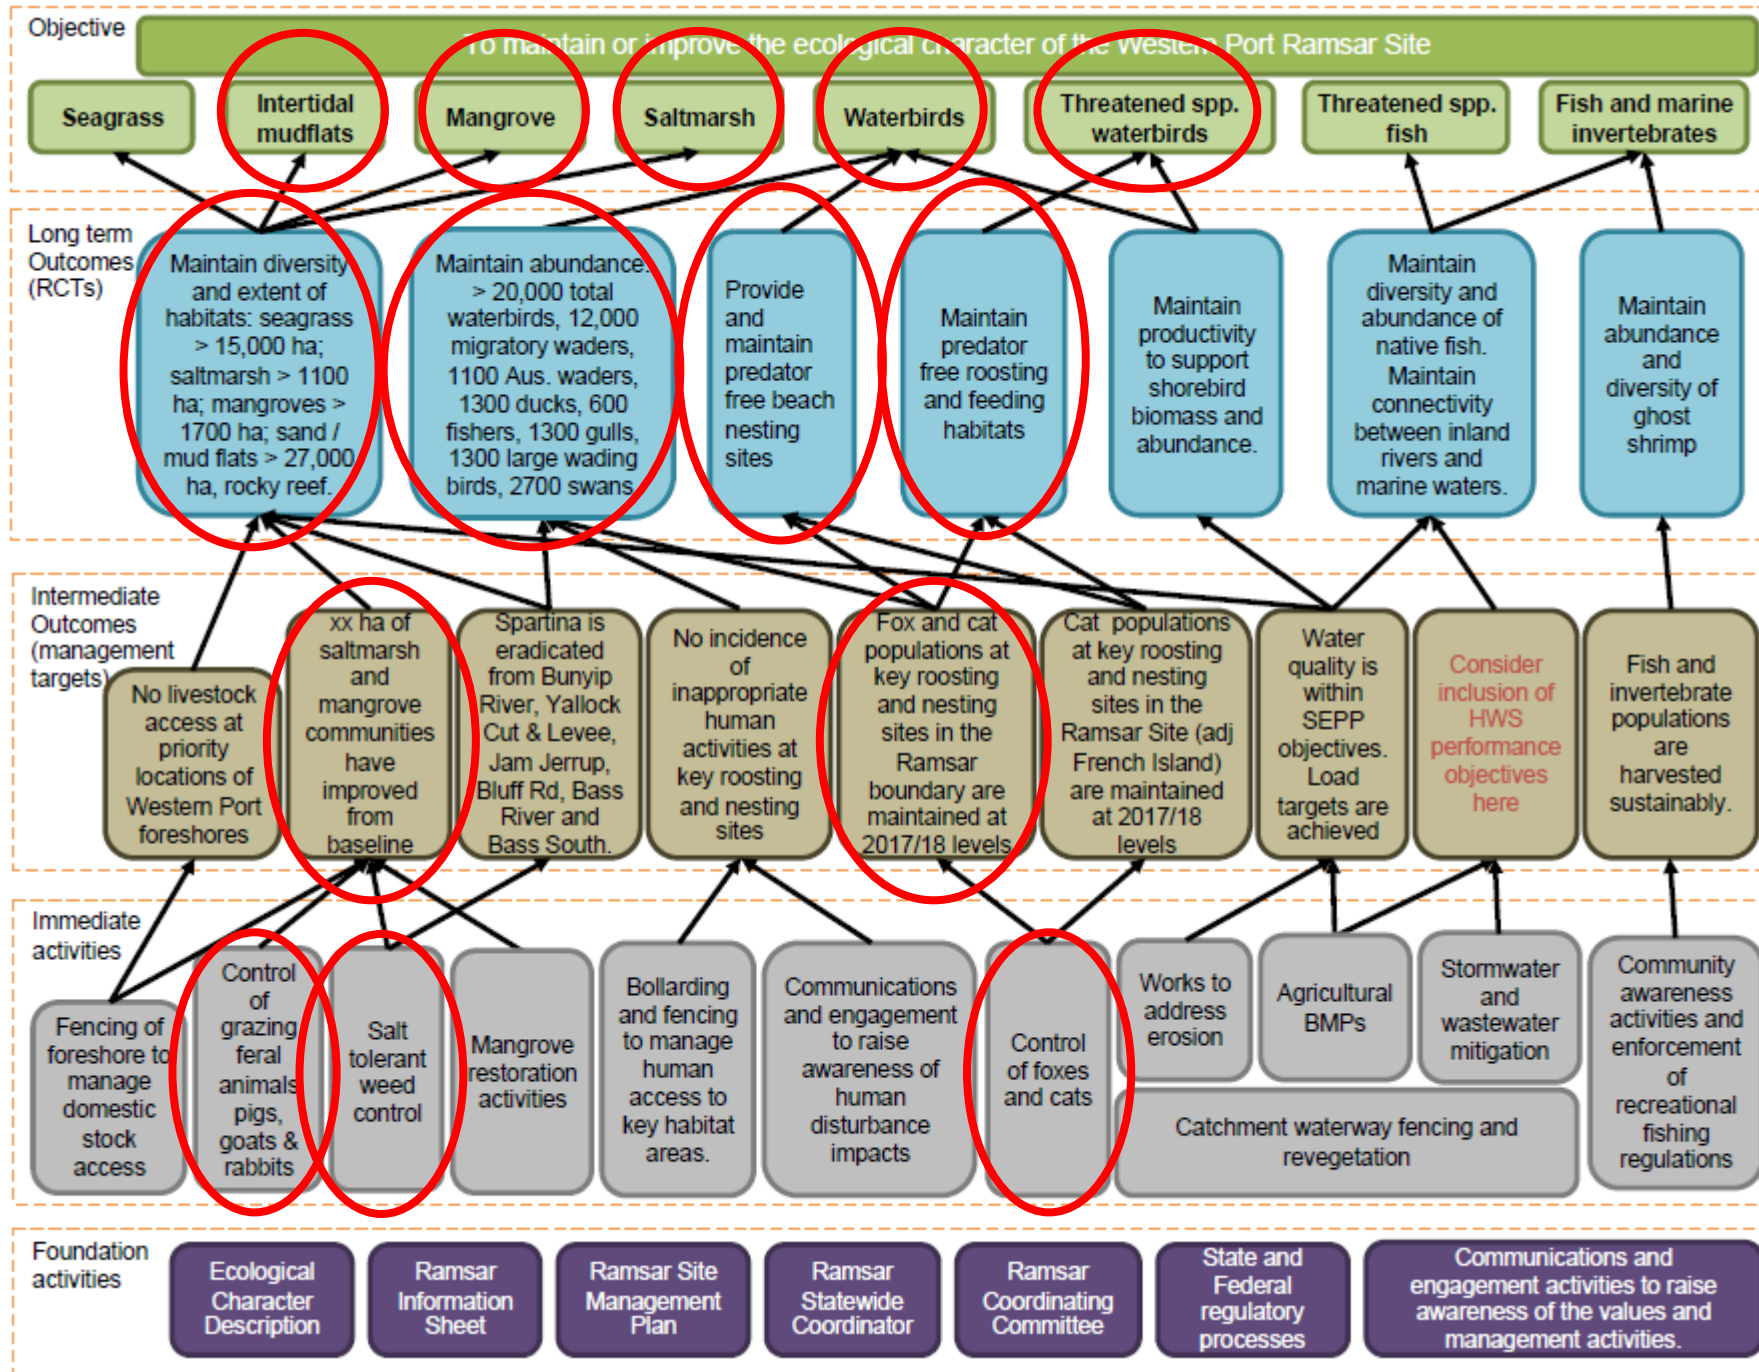 Objective
To maintain or improve the ecological character of the Western Port Ramsar Site
Seagrass
Intertidal
mudflats
Mangrove
Saltmarsh
Waterbirds
Threatened spp.
waterbirds
Threatened spp.
fish
Fish and marine
invertebrates
Long term
Outcomes
(RCTs)
Maintain diversity
and extent of
habitats: seagrass
> 15,000 ha;
saltmarsh > 1100
ha; mangroves >
1700 ha; sand /
mud flats > 27,000
ha, rocky reef.
Maintain abundance:
> 20,000 total
waterbirds, 12,000
migratory waders,
1100 Aus. waders,
1300 ducks, 600
fishers, 1300 gulls,
1300 large wading
birds, 2700 swans
Provide
and
maintain
predator
free beach
nesting
sites
Maintain
predator
free roosting
and feeding
habitats
Maintain
productivity
to support
shorebird
biomass and
abundance.
Maintain
diversity and
abundance of
native fish.
Maintain
connectivity
between inland
rivers and
marine waters.
Maintain
abundance
and
diversity of
ghost
shrimp
Intermediate
Outcomes
(management
targets)
No livestock
access at
priority
locations of
Western Port
foreshores
xx ha of
saltmarsh
and
mangrove
communities
have
improved
from
baseline
Spartina is
eradicated
from Bunyip
River, Yallock
Cut & Levee,
Jam Jerrup,
Bluff Rd, Bass
River and
Bass South.
No incidence
of
inappropriate
human
activities at
key roosting
and nesting
sites
Fox and cat
populations at
key roosting
and nesting
sites in the
Ramsar
boundary are
maintained at
2017/18 levels
Cat populations
at key roosting
and nesting
sites in the
Ramsar Site (adj
French Island)
are maintained
at 2017/18
levels
Water
quality is
within
SEPP
objectives.
Load
targets are
achieved
Consider
inclusion of
HWS
performance
objectives
here
Fish and
invertebrate
populations
are
harvested
sustainably.
Immediate
activities
Fencing of
foreshore to
manage
domestic
stock
access
Control
of
grazing
feral
animals
pigs,
goats &
rabbits
Salt
tolerant
weed
control
Mangrove
restoration
activities
Bollarding
and fencing
to manage
human
access to
key habitat
areas.
Communications
and engagement
to raise
awareness of
human
disturbance
impacts
Control
of foxes
and cats
Works to
address
erosion
Agricultural
BMPs
Stormwater
and
wastewater
mitigation
Catchment waterway fencing and
revegetation
Community
awareness
activities and
enforcement
of
recreational
fishing
regulations
Foundation
activities
Ecological
Character
Description
Ramsar
Information
Sheet
Ramsar Site
Management
Plan
Ramsar
Statewide
Coordinator
Ramsar
Coordinating
Committee
State and
Federal
regulatory
processes
Communications and
engagement activities to raise
awareness of the values and
management activities.